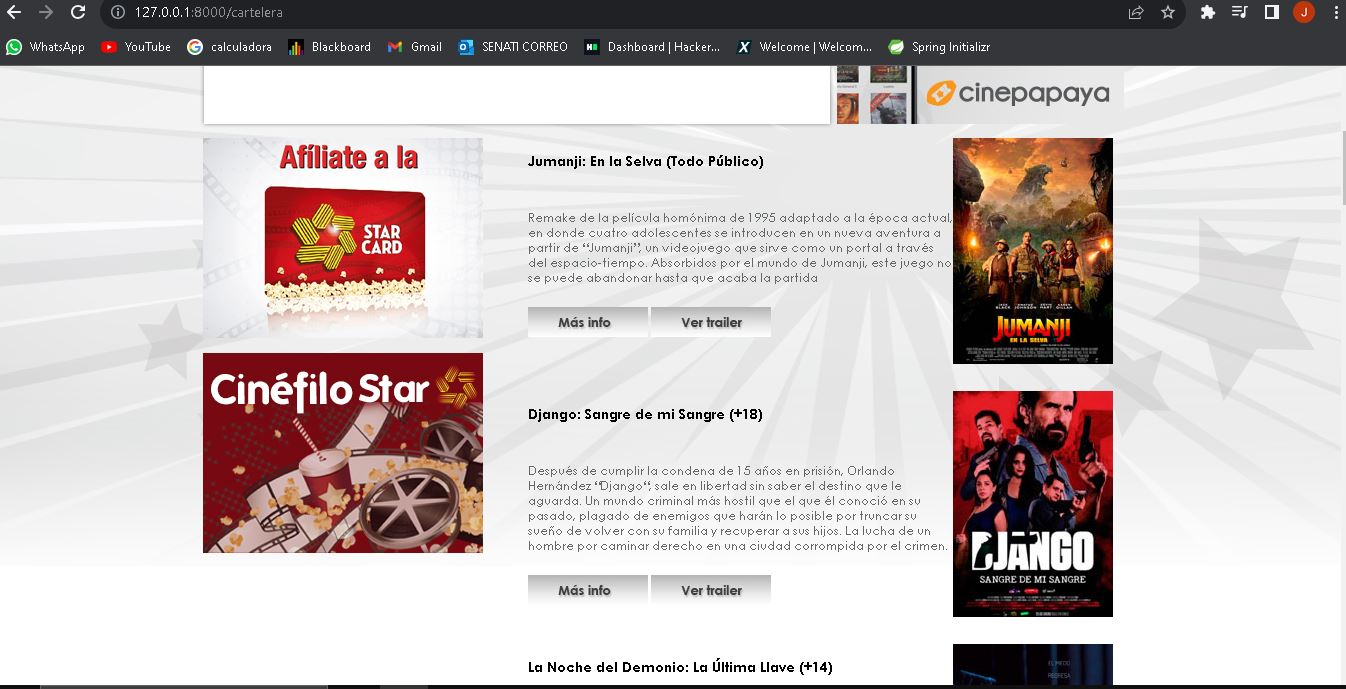 127.0.0.1:8000/cartelera
J
WhatsApp
YouTube
calculadora
Blackboard
Gmail
SENATI CORREO
Dashboard | Hacker...
Welcome | Welcom...
Spring Initializr
cinepapaya
Afíliate a la
STAR
CARD
Jumanji: En la Selva (Todo Público)
Remake de la película homónima de 1995 adaptado a la época actual,
en donde cuatro adolescentes se introducen en un nueva aventura a
partir de “Jumanji”, un videojuego que sirve como un portal a través
del espacio-tiempo. Absorbidos por el mundo de Jumanji, este juego no
se puede abandonar hasta que acaba la partida
Más info
Ver trailer
JUMANJI
EN LA SELVA
Cinéfilo Star
Django: Sangre de mi Sangre (+18)
Después de cumplir la condena de 15 años en prisión, Orlando
Hernández “Django”, sale en libertad sin saber el destino que le
aguarda. Un mundo criminal más hostil que el que él conoció en su
pasado, plagado de enemigos que harán lo posible por truncar su
sueño de volver con su familia y recuperar a sus hijos. La lucha de un
hombre por caminar derecho en una ciudad corrompida por el crimen.
Más info
Ver trailer
DJANGO
SANGRE DE MI SANGRE
La Noche del Demonio: La Última Llave (+14)
EL MIEDO
REGRESA